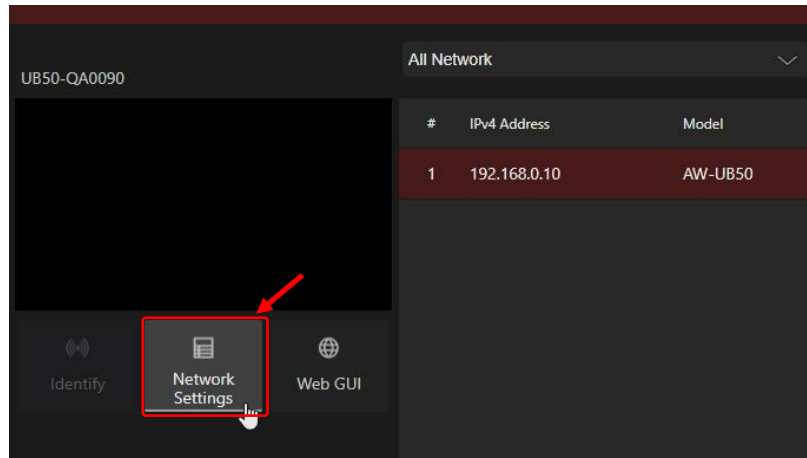 UB50-QA0090
All Network
# IPv4 Address Model
1 192.168.0.10 AW-UB50
Identify
Network
Settings
Web GUI